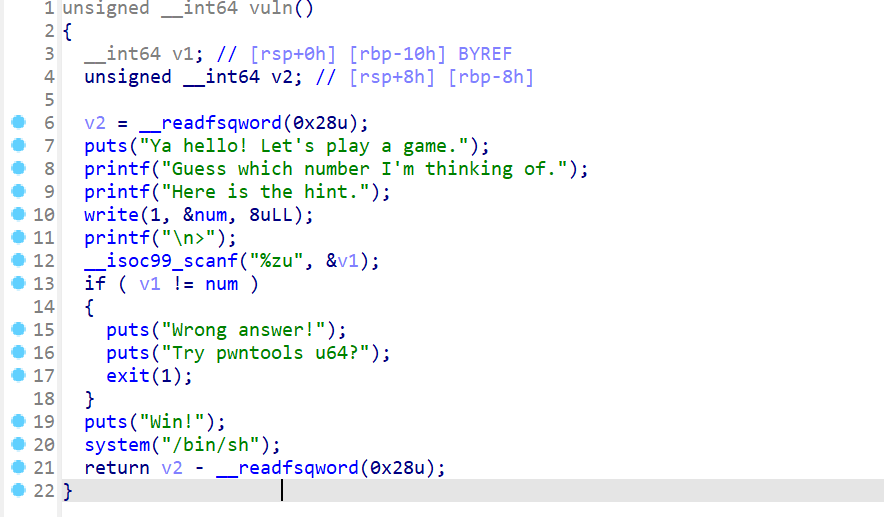 1 unsigned __int64 vuln()
2 {
3 __int64 v1; // [rsp+0h] [rbp-10h] BYREF
4 unsigned __int64 v2; // [rsp+8h] [rbp-8h]
5
6 v2 = __readfsqword(0x28u);
7 puts("Ya hello! Let's play a game.");
8 printf("Guess which number I'm thinking of.");
9 printf("Here is the hint.");
10 write(1, &num, 8uLL);
11 printf("\n>");
12 __isoc99_scanf("%zu", &v1);
13 if ( v1 != num )
14 {
15 puts("Wrong answer!");
16 puts("Try pwntools u64?");
17 exit(1);
18 }
19 puts("Win!");
20 system("/bin/sh");
21 return v2 - __readfsqword(0x28u);
22 }